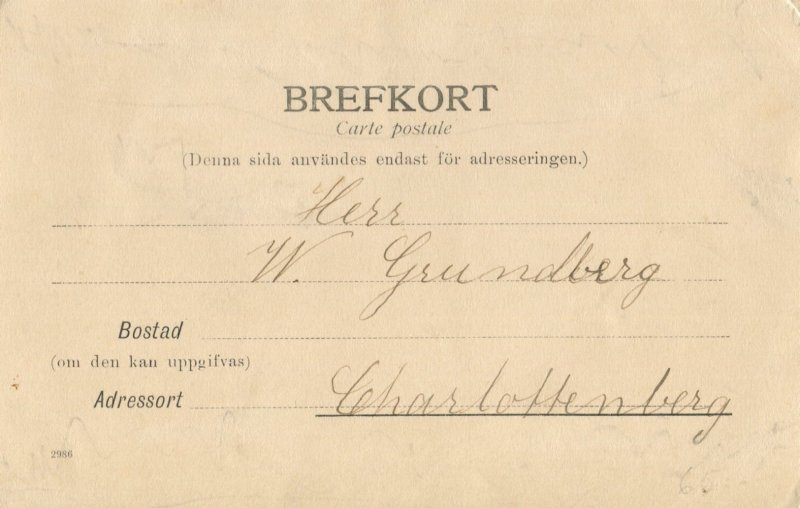 BREFKORT
Carte postale
(Denna sida användes endast för adresseringen.)
Herr
W. Grundberg
Bostad
(om den kan uppgifvas)
Adressort Charlottenberg
2986
65